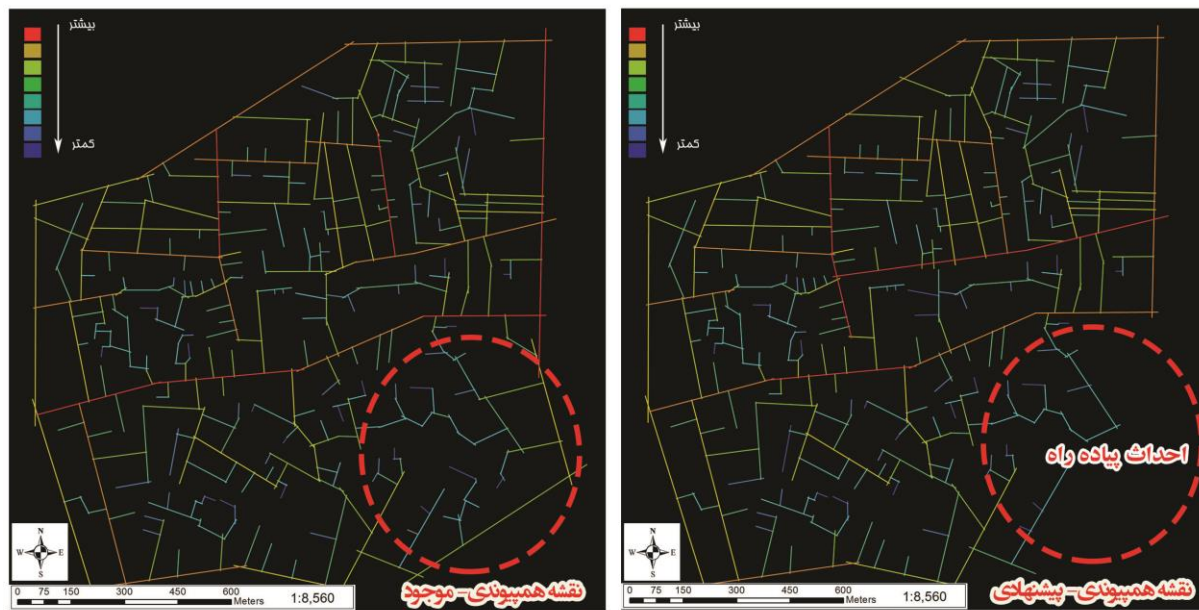 بیشتر
کمتر
N
W E
S
0 75 150 300 450 600
Meters
1:8,560
نقشه همپیوندی- موجود
بیشتر
کمتر
احداث پیاده راه
N
W E
S
0 75 150 300 450 600
Meters
1:8,560
نقشه همپیوندی- پیشنهادی